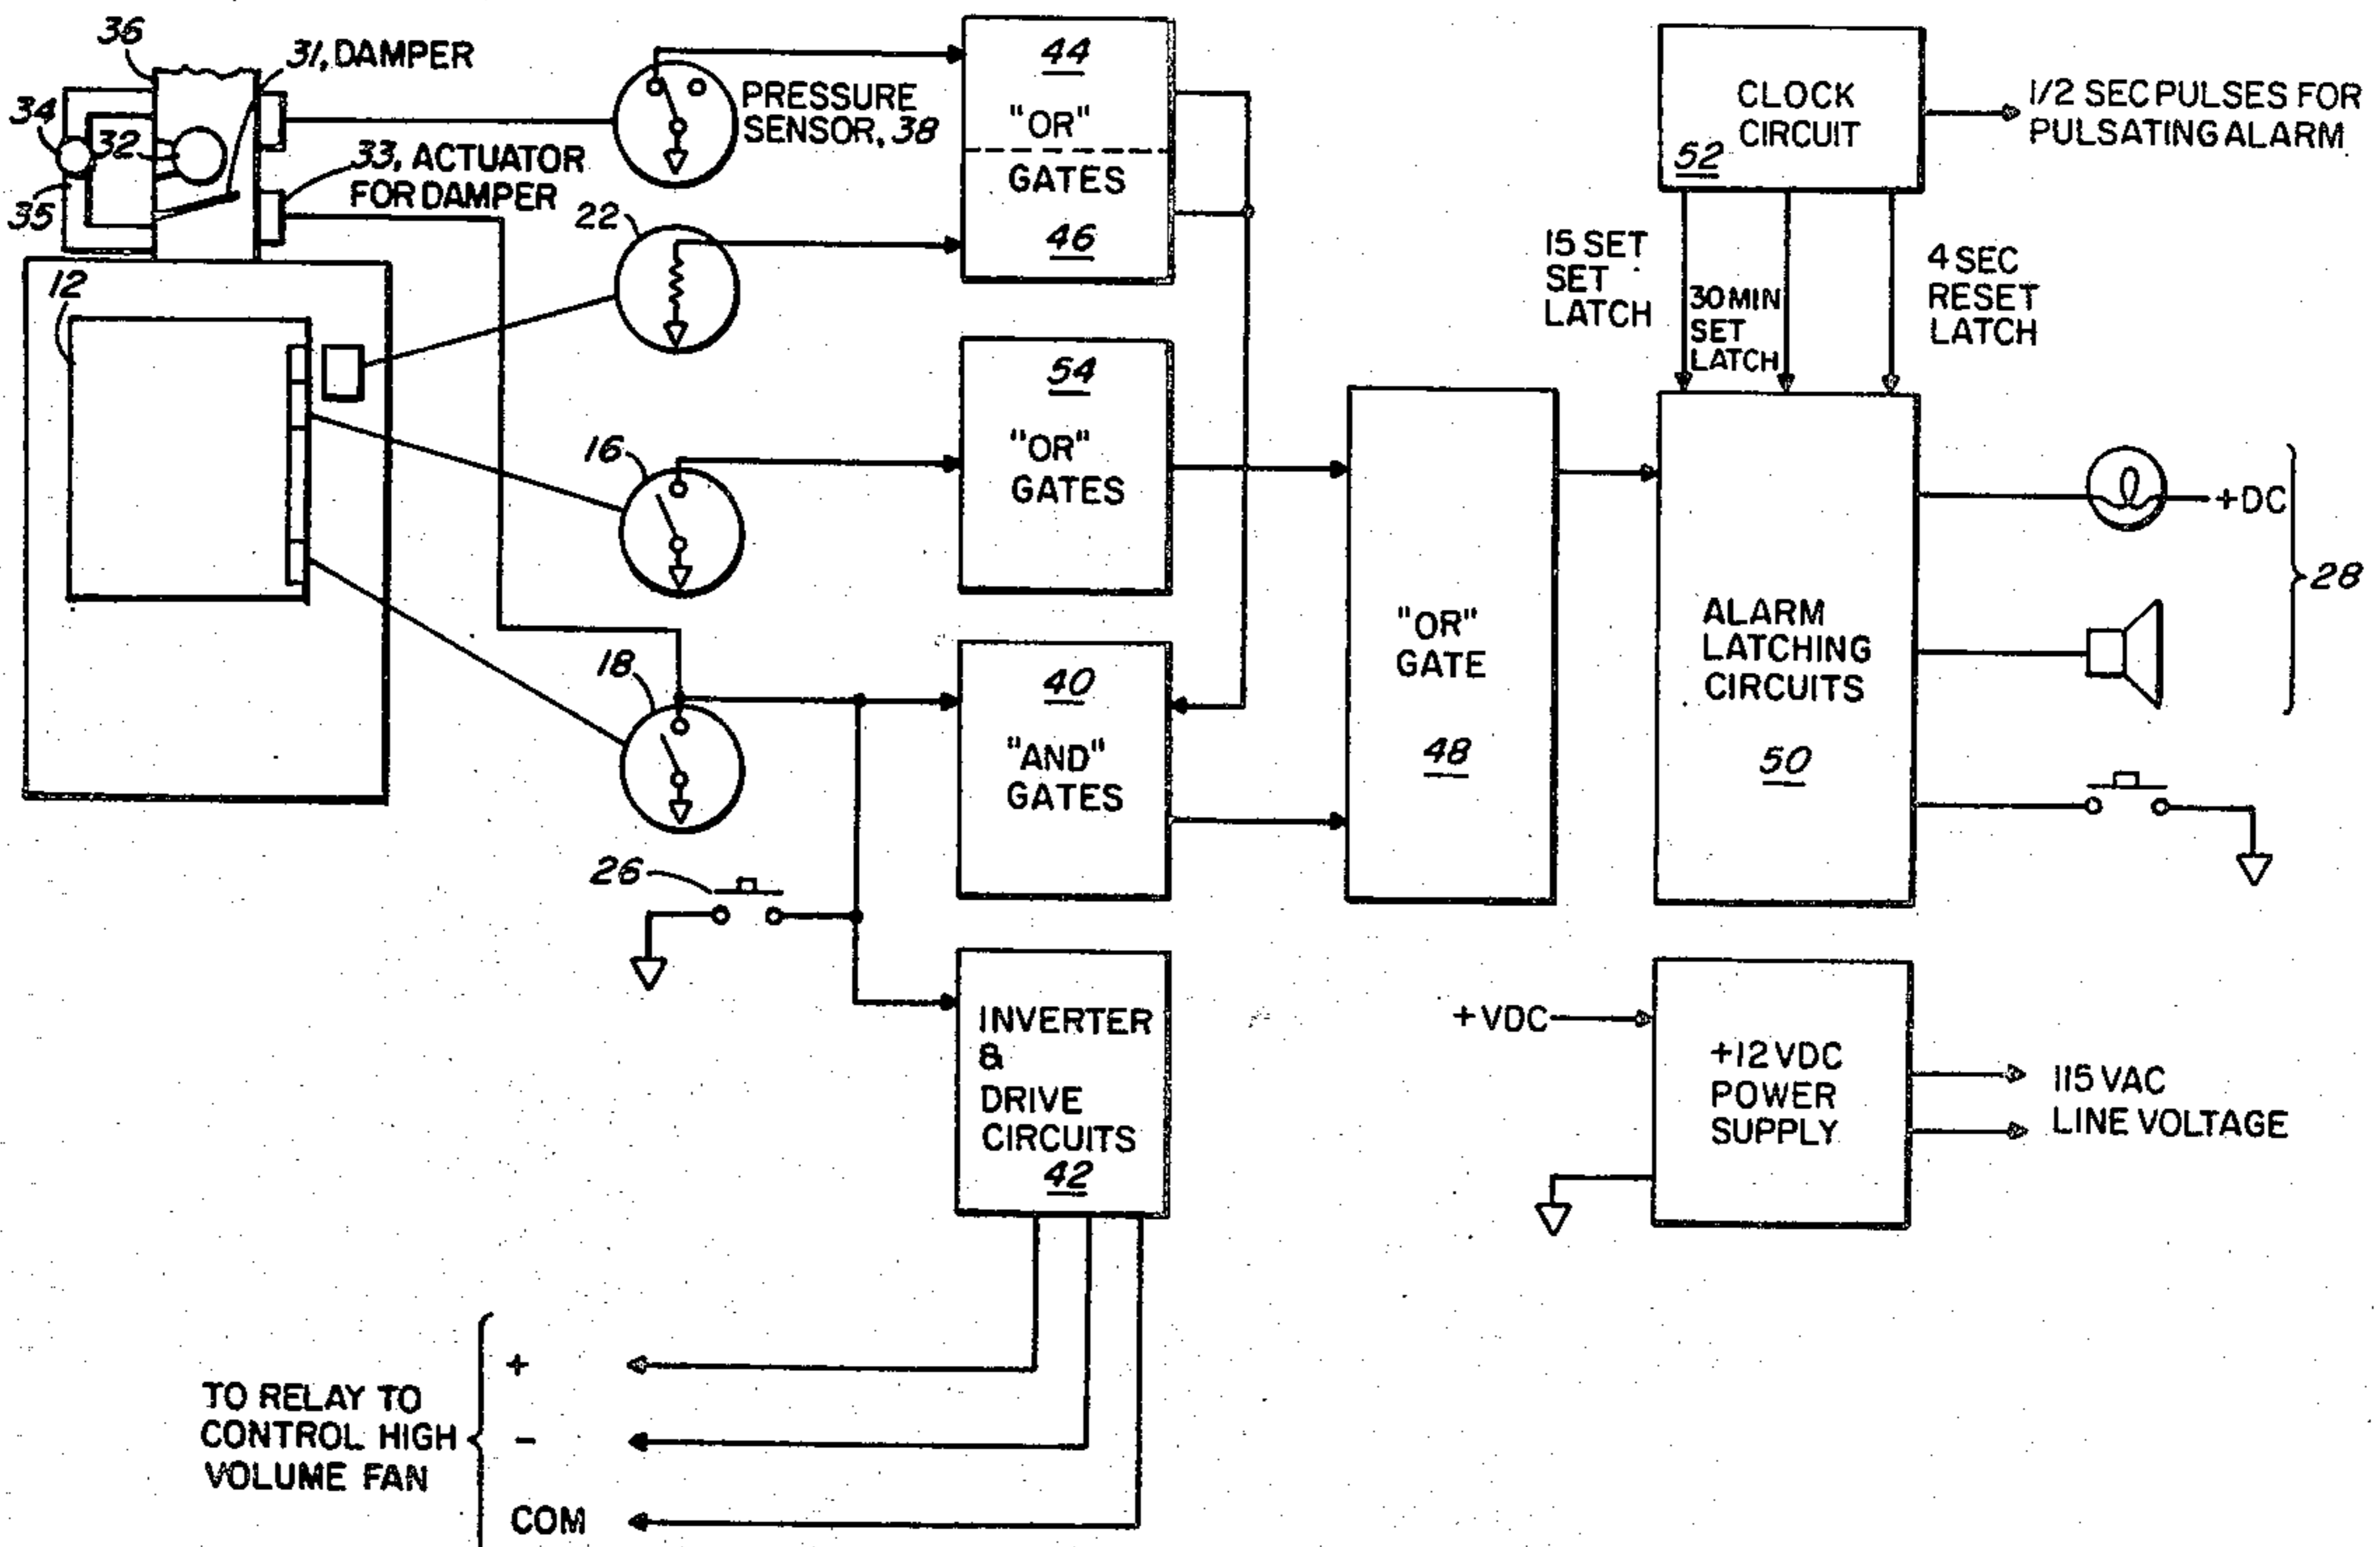 36
31, DAMPER
34
32
35
33, ACTUATOR
FOR DAMPER
PRESSURE
SENSOR, 38
22
12
16
18
26
44
"OR"
GATES
46
54
"OR"
GATES
40
"AND"
GATES
INVERTER
&
DRIVE
CIRCUITS
42
"OR"
GATE
48
CLOCK
CIRCUIT
52
1/2 SEC PULSES FOR
PULSATING ALARM
15 SET
SET
LATCH
30 MIN
SET
LATCH
4 SEC
RESET
LATCH
ALARM
LATCHING
CIRCUITS
50
+DC
28
+VDC
+12 VDC
POWER
SUPPLY
115 VAC
LINE VOLTAGE
TO RELAY TO
CONTROL HIGH
VOLUME FAN
+
-
COM